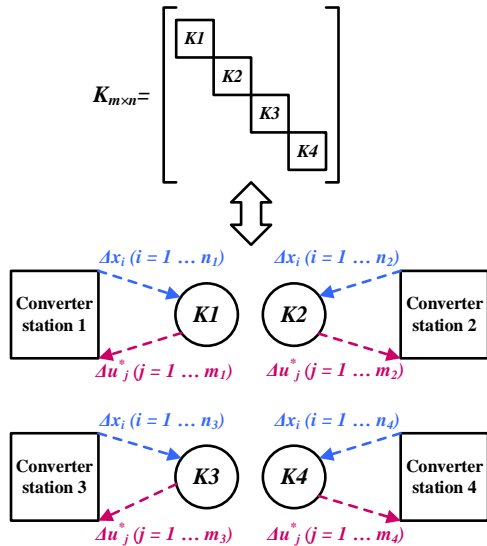 K1
K2
K_{m×n}=
K3
K4
Δx_i (i = 1 … n_1)
Δx_i (i = 1 … n_2)
Converter station 1
K1
K2
Converter station 2
Δu^*_j (j = 1 … m_1)
Δu^*_j (j = 1 … m_2)
Δx_i (i = 1 … n_3)
Δx_i (i = 1 … n_4)
Converter station 3
K3
K4
Converter station 4
Δu^*_j (j = 1 … m_3)
Δu^*_j (j = 1 … m_4)